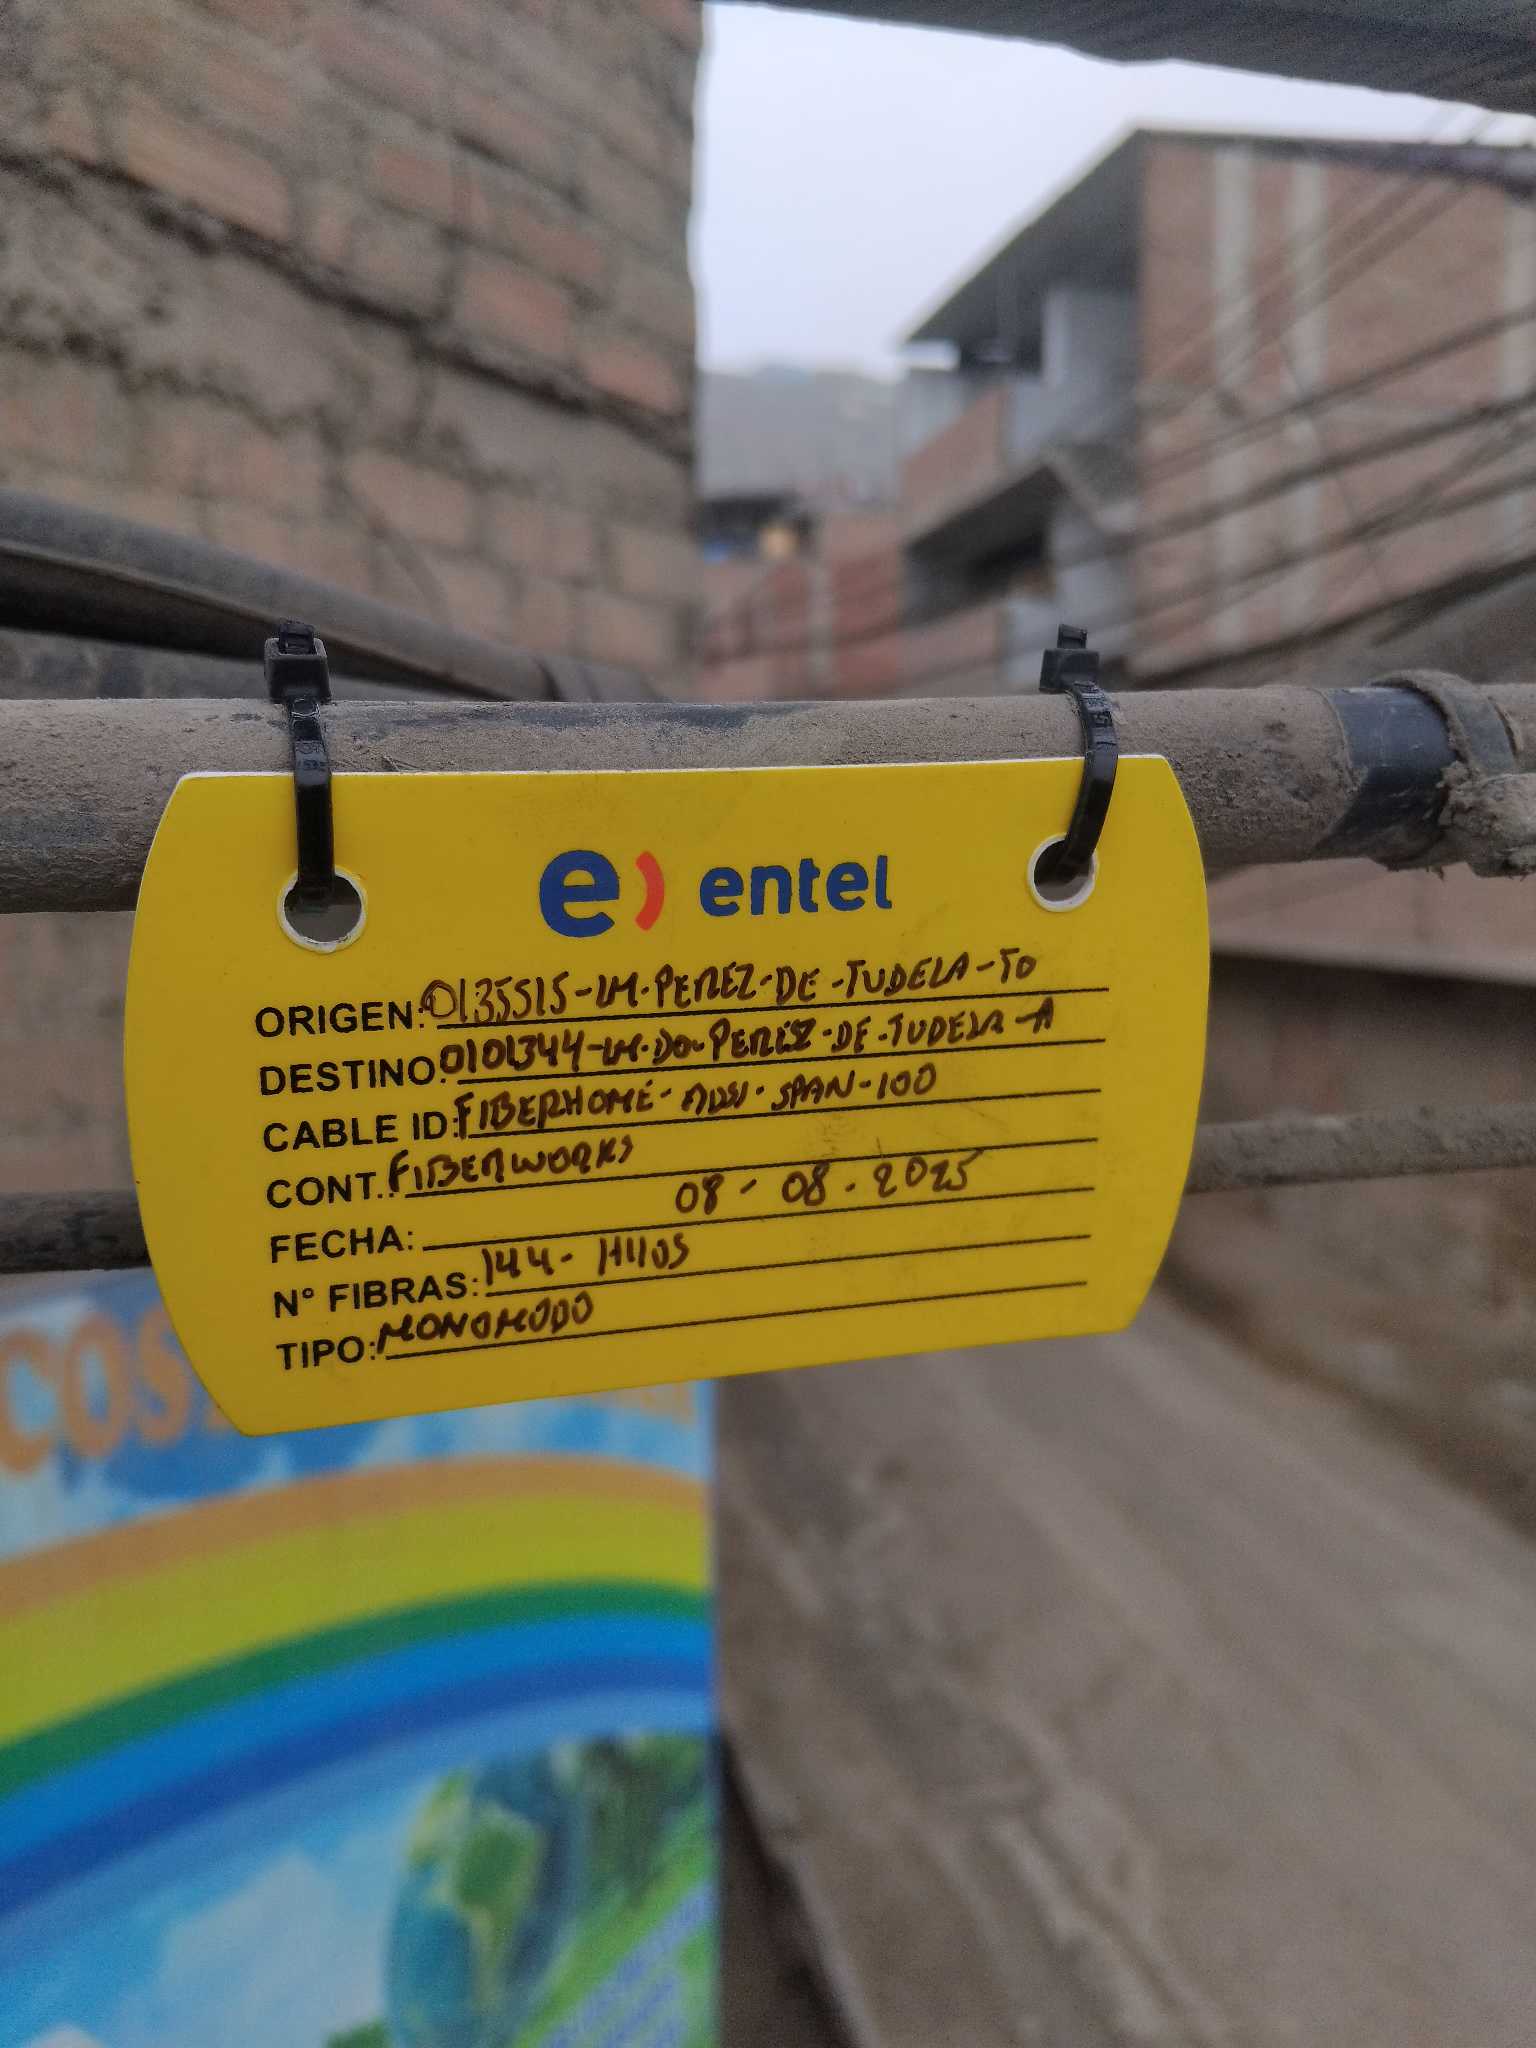 e) entel
ORIGEN: 0135515-LM-PEREZ-DE-TUDELA-TO
DESTINO: 0101344-LM-DO-PEREZ-DE-TUDELA-A
CABLE ID: FIBERHOME-ADSS-SPAN-100
CONT.: FIBERWORKS
FECHA: 08-08-2025
N° FIBRAS: 144-HILOS
TIPO: MONOMODO
COS